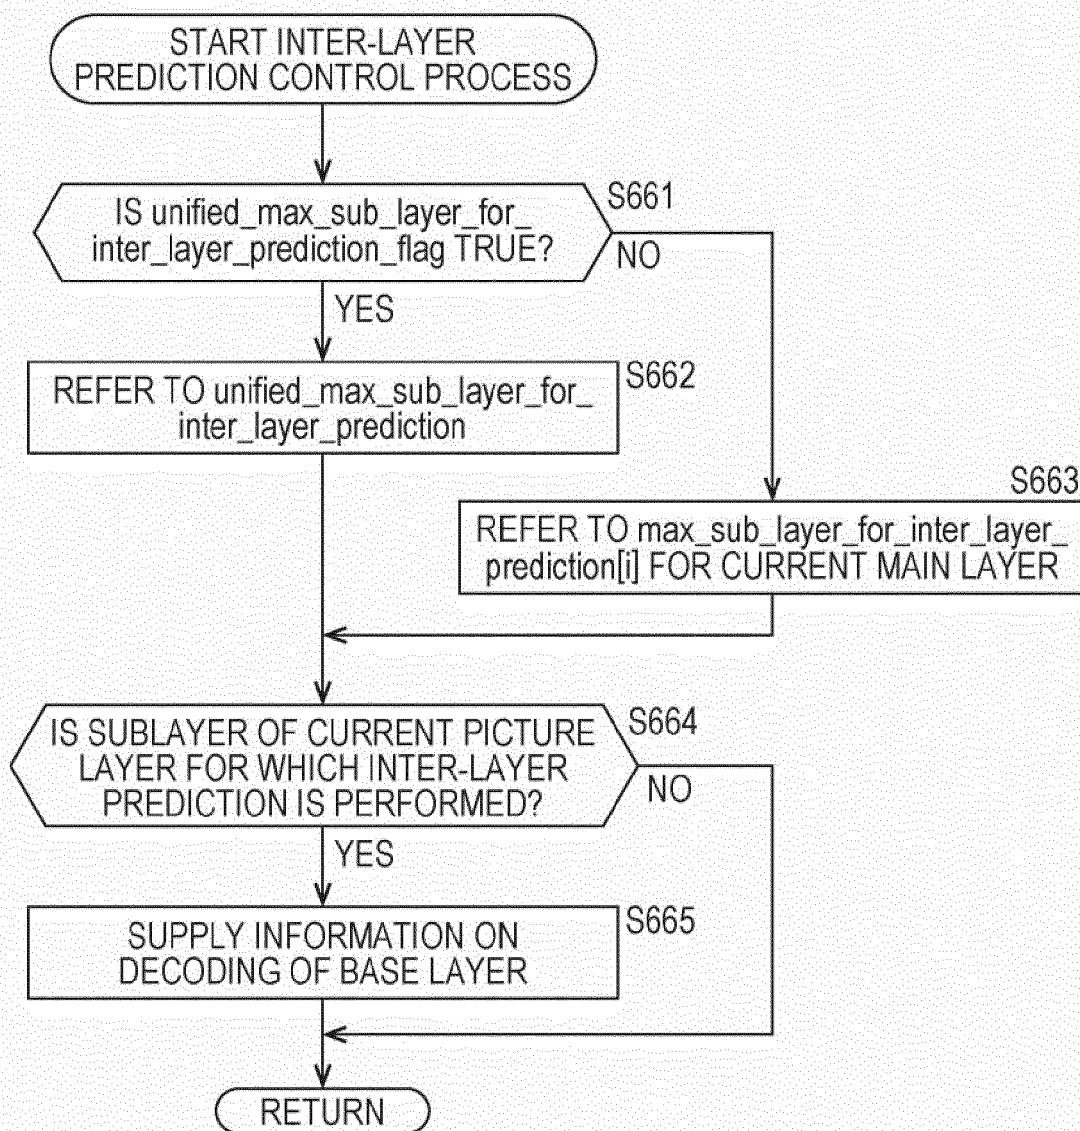 START INTER-LAYER
PREDICTION CONTROL PROCESS
S661
IS unified_max_sub_layer_for_
inter_layer_prediction_flag TRUE?
NO
YES
S662
REFER TO unified_max_sub_layer_for_
inter_layer_prediction
S663
REFER TO max_sub_layer_for_inter_layer_
prediction[i] FOR CURRENT MAIN LAYER
S664
IS SUBLAYER OF CURRENT PICTURE
LAYER FOR WHICH INTER-LAYER
PREDICTION IS PERFORMED?
NO
YES
S665
SUPPLY INFORMATION ON
DECODING OF BASE LAYER
RETURN